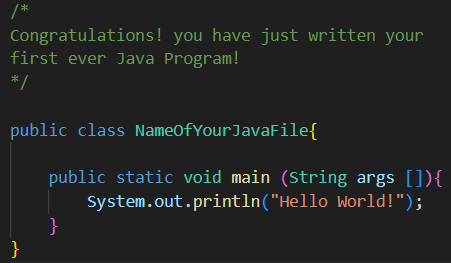 /*
Congratulations! you have just written your
first ever Java Program!
*/
public class NameOfYourJavaFile{
public static void main (String args []){
System.out.println("Hello World!");
}
}